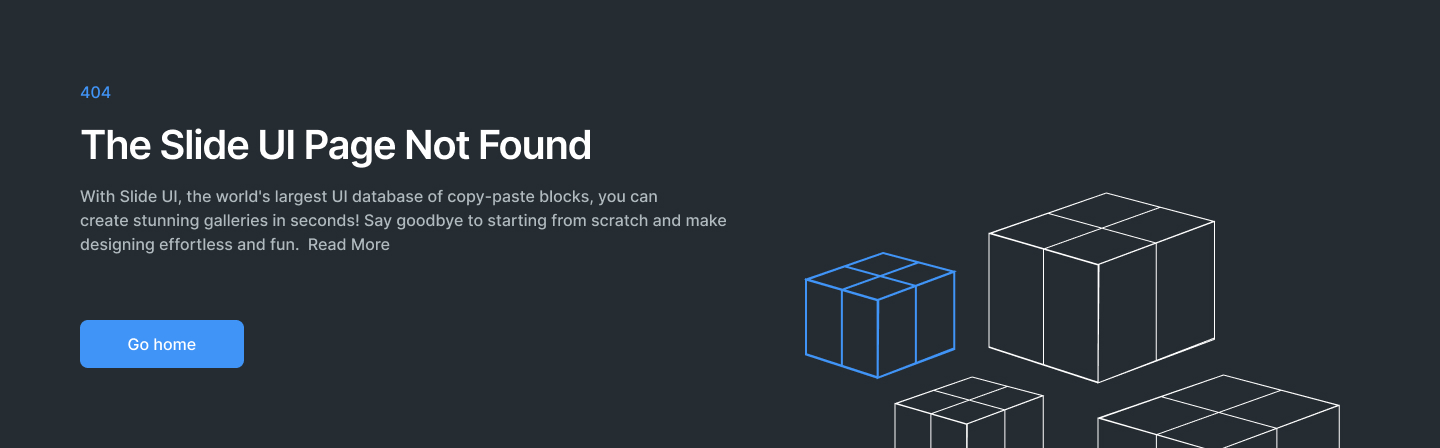 404
The Slide UI Page Not Found
With Slide UI, the world's largest UI database of copy-paste blocks, you can
create stunning galleries in seconds! Say goodbye to starting from scratch and make
designing effortless and fun.  Read More
Go home